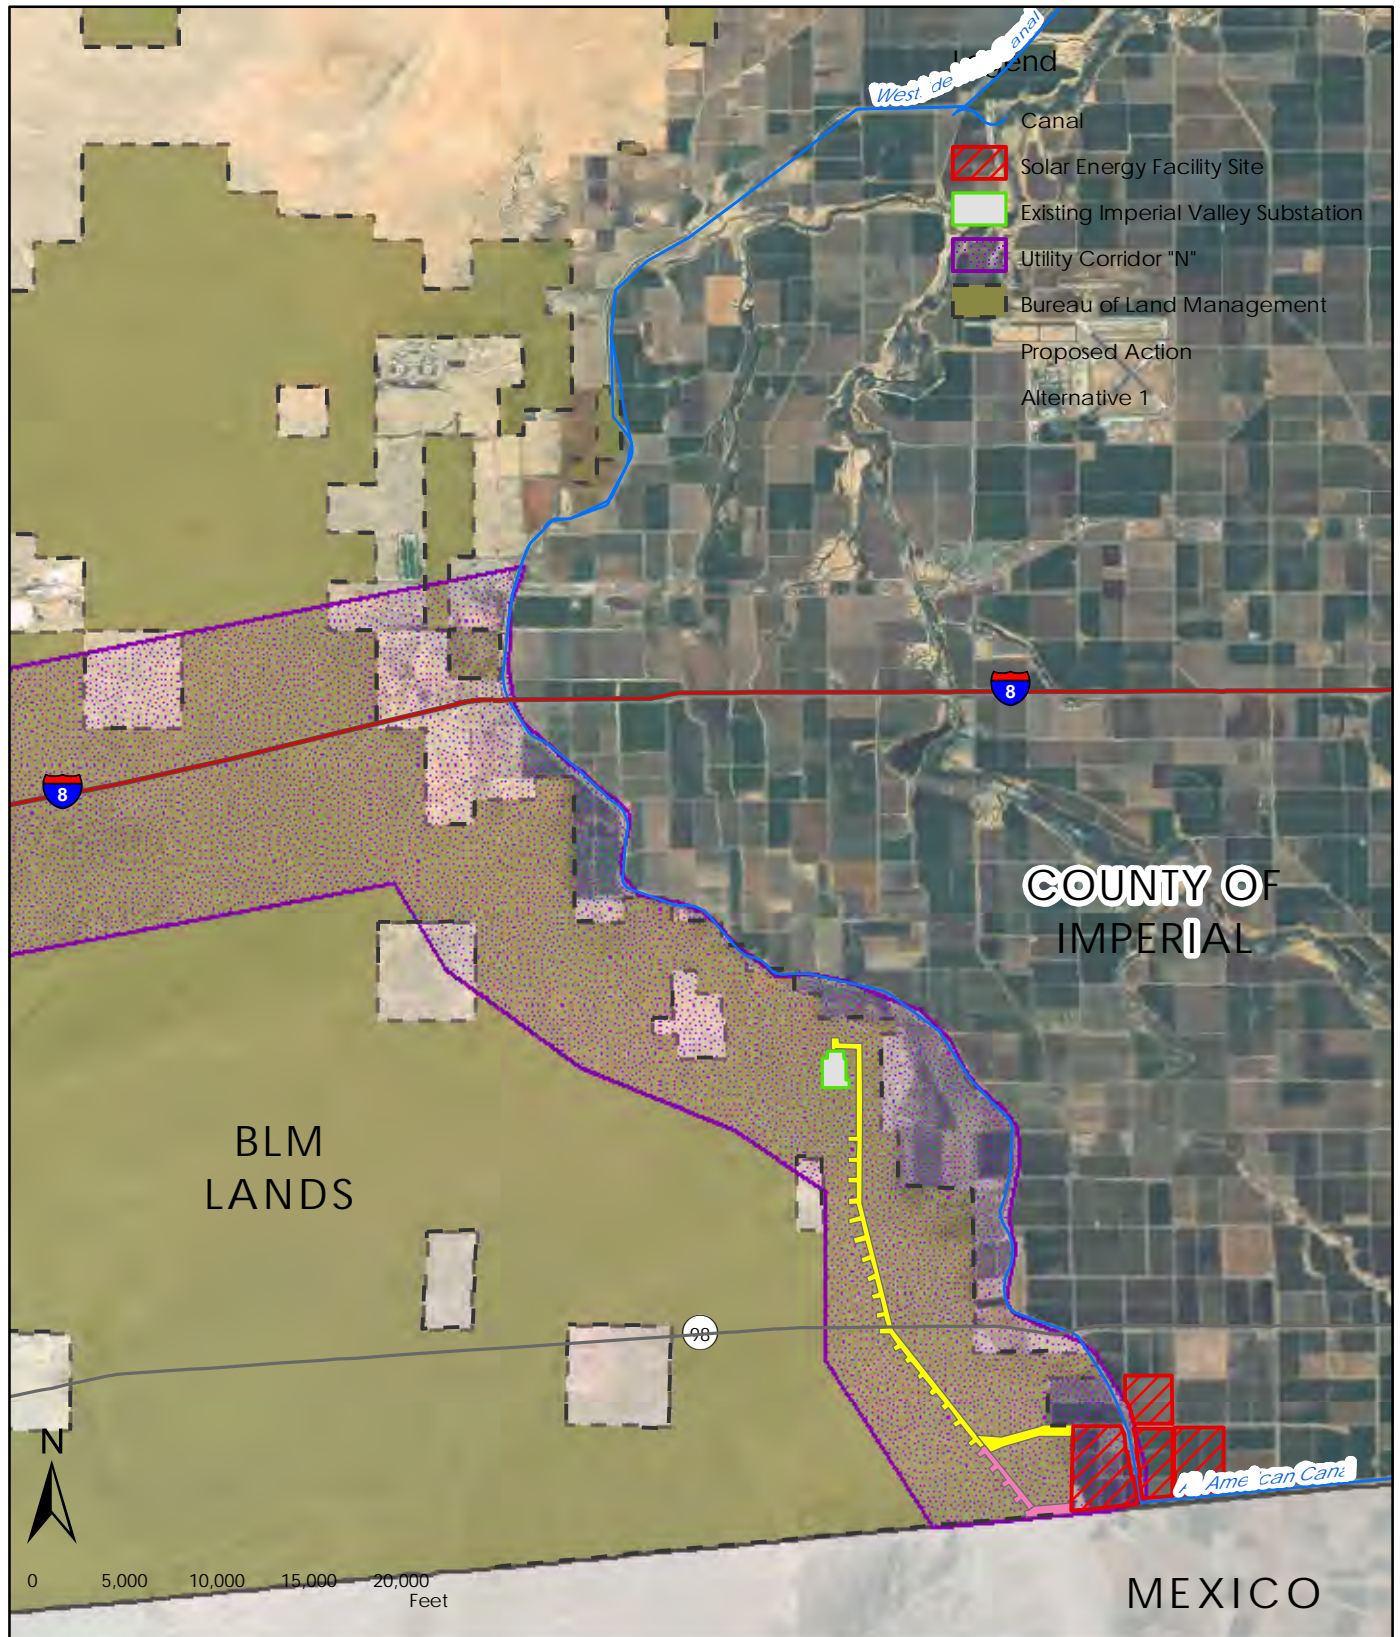 Legend
Canal
Solar Energy Facility Site
Existing Imperial Valley Substation
Utility Corridor "N"
Bureau of Land Management
Proposed Action
Alternative 1
8
8
COUNTY OF
IMPERIAL
BLM
LANDS
98
American Canal
N
0 5,000 10,000 15,000 20,000
Feet
MEXICO